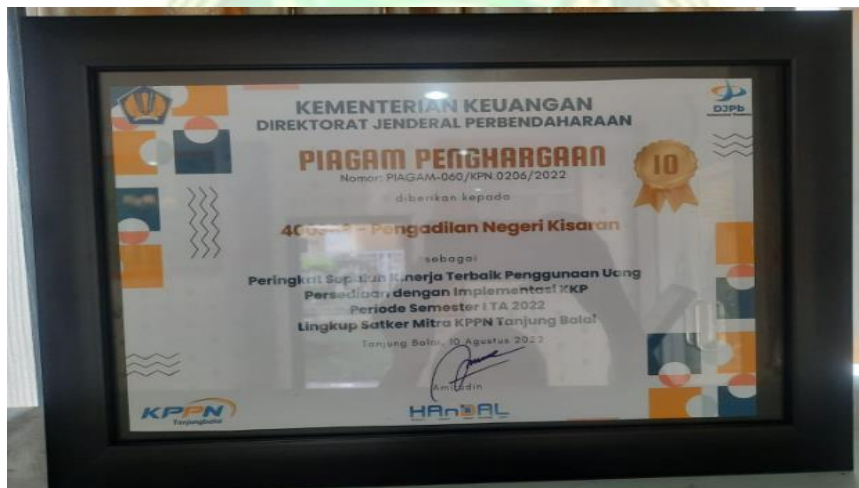 KEMENTERIAN KEUANGAN
DIREKTORAT JENDERAL PERBENDAHARAAN
DJPb
PIAGAM PENGHARGAAN
10
Nomor: PIAGAM-060/KPN.0206/2022
diberikan kepada
- Pengadilan Negeri Kisaran
sebagai
Peringkat Sepuluh Kinerja Terbaik Penggunaan Uang
Persediaan dengan Implementasi KKP
Periode Semester I TA 2022
Lingkup Satker Mitra KPPN Tanjung Balai
Tanjung Balai, 10 Agustus 2022
KPPN
Tanjungbalai
HAnDAL